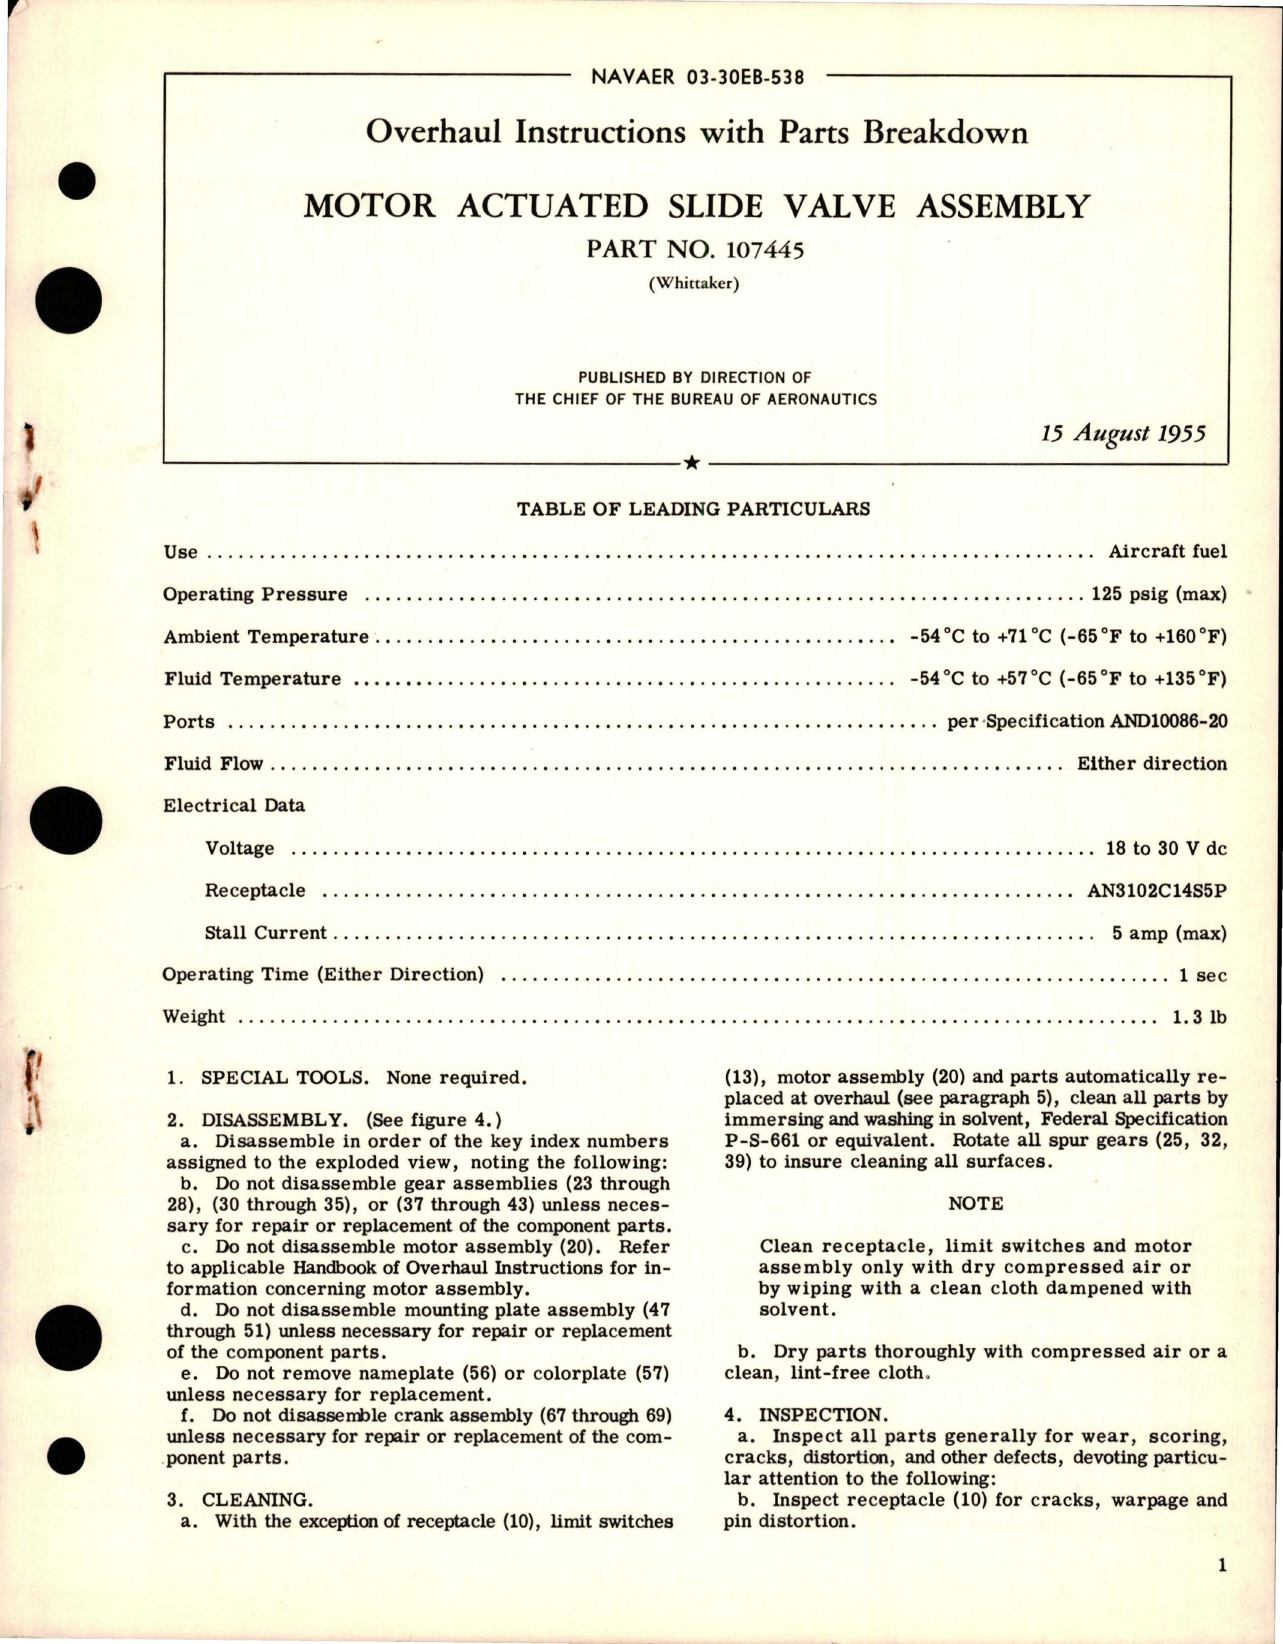 NAVAER 03-30EB-538
Overhaul Instructions with Parts Breakdown
MOTOR ACTUATED SLIDE VALVE ASSEMBLY
PART NO. 107445
(Whittaker)
PUBLISHED BY DIRECTION OF
THE CHIEF OF THE BUREAU OF AERONAUTICS
15 August 1955
TABLE OF LEADING PARTICULARS
Use ........ Aircraft fuel
Operating Pressure ........ 125 psig (max)
Ambient Temperature ........ -54°C to +71°C (-65°F to +160°F)
Fluid Temperature ........ -54°C to +57°C (-65°F to +135°F)
Ports ........ per Specification AND10086-20
Fluid Flow ........ Either direction
Electrical Data
Voltage ........ 18 to 30 V dc
Receptacle ........ AN3102C14S5P
Stall Current ........ 5 amp (max)
Operating Time (Either Direction) ........ 1 sec
Weight ........ 1.3 lb
1. SPECIAL TOOLS. None required.
2. DISASSEMBLY. (See figure 4.)
a. Disassemble in order of the key index numbers
assigned to the exploded view, noting the following:
b. Do not disassemble gear assemblies (23 through
28), (30 through 35), or (37 through 43) unless neces-
sary for repair or replacement of the component parts.
c. Do not disassemble motor assembly (20). Refer
to applicable Handbook of Overhaul Instructions for in-
formation concerning motor assembly.
d. Do not disassemble mounting plate assembly (47
through 51) unless necessary for repair or replacement
of the component parts.
e. Do not remove nameplate (56) or colorplate (57)
unless necessary for replacement.
f. Do not disassemble crank assembly (67 through 69)
unless necessary for repair or replacement of the com-
ponent parts.
3. CLEANING.
a. With the exception of receptacle (10), limit switches
(13), motor assembly (20) and parts automatically re-
placed at overhaul (see paragraph 5), clean all parts by
immersing and washing in solvent, Federal Specification
P-S-661 or equivalent. Rotate all spur gears (25, 32,
39) to insure cleaning all surfaces.
NOTE
Clean receptacle, limit switches and motor
assembly only with dry compressed air or
by wiping with a clean cloth dampened with
solvent.
b. Dry parts thoroughly with compressed air or a
clean, lint-free cloth.
4. INSPECTION.
a. Inspect all parts generally for wear, scoring,
cracks, distortion, and other defects, devoting particu-
lar attention to the following:
b. Inspect receptacle (10) for cracks, warpage and
pin distortion.
1